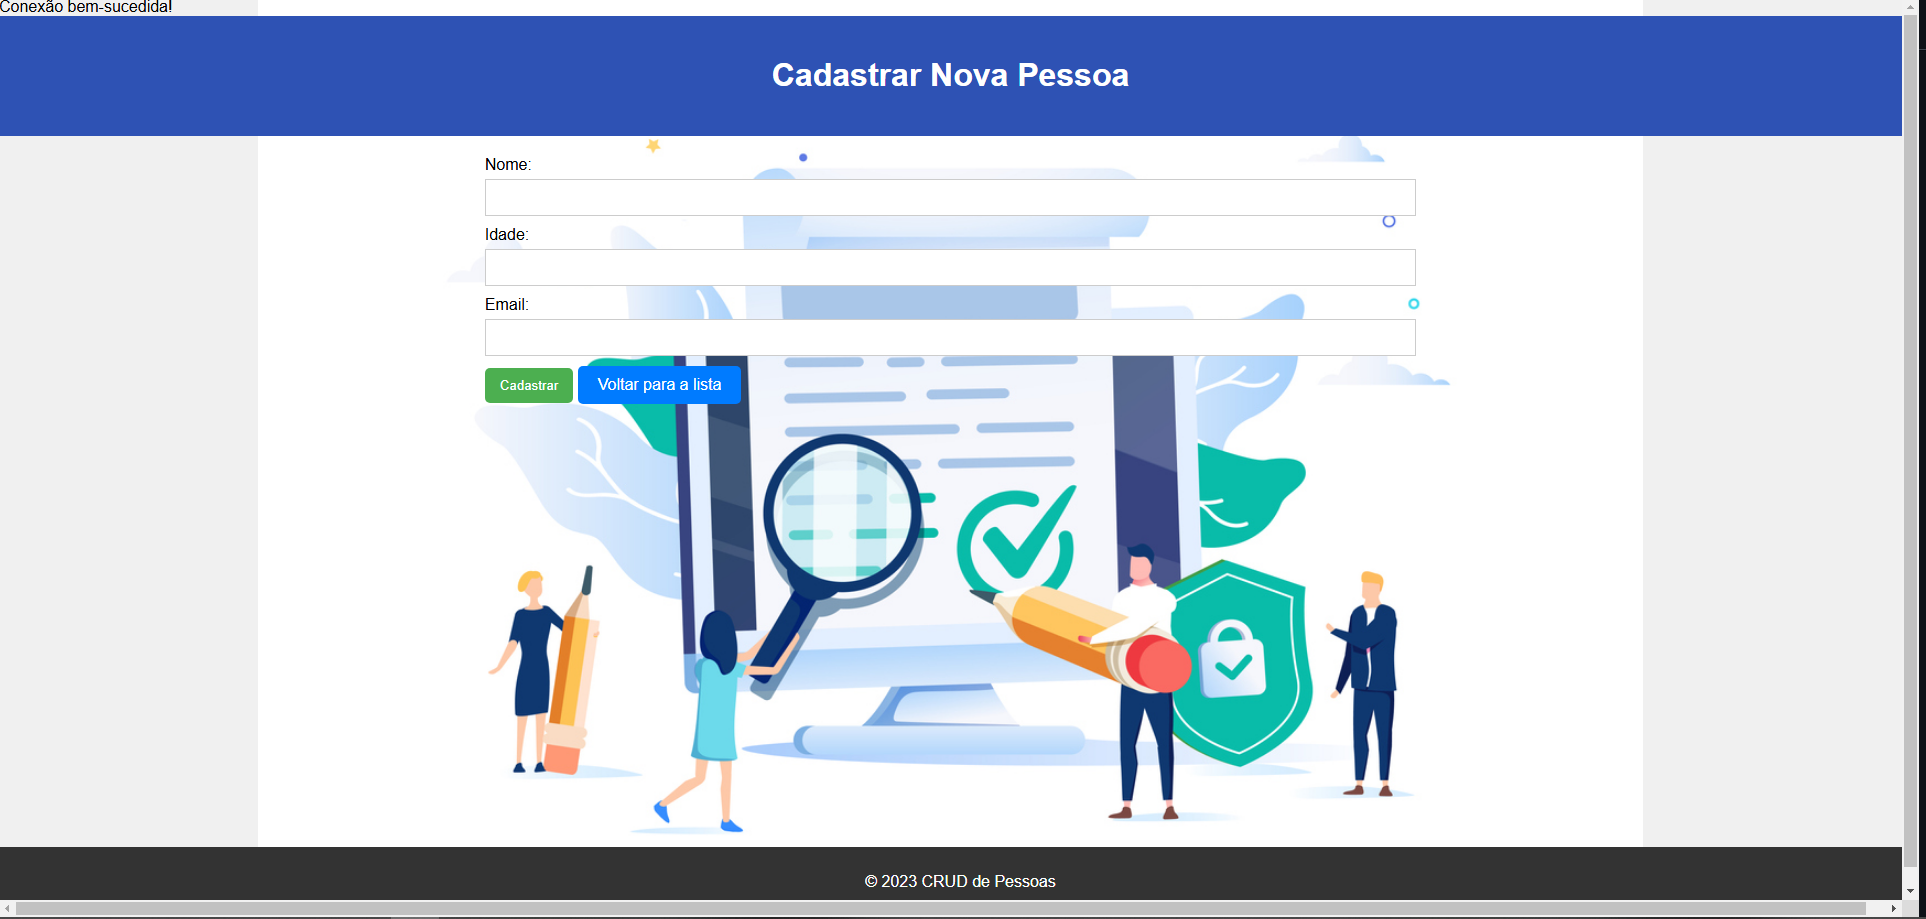 Conexão bem-sucedida!
Cadastrar Nova Pessoa
Nome:
Idade:
Email:
Cadastrar Voltar para a lista
© 2023 CRUD de Pessoas